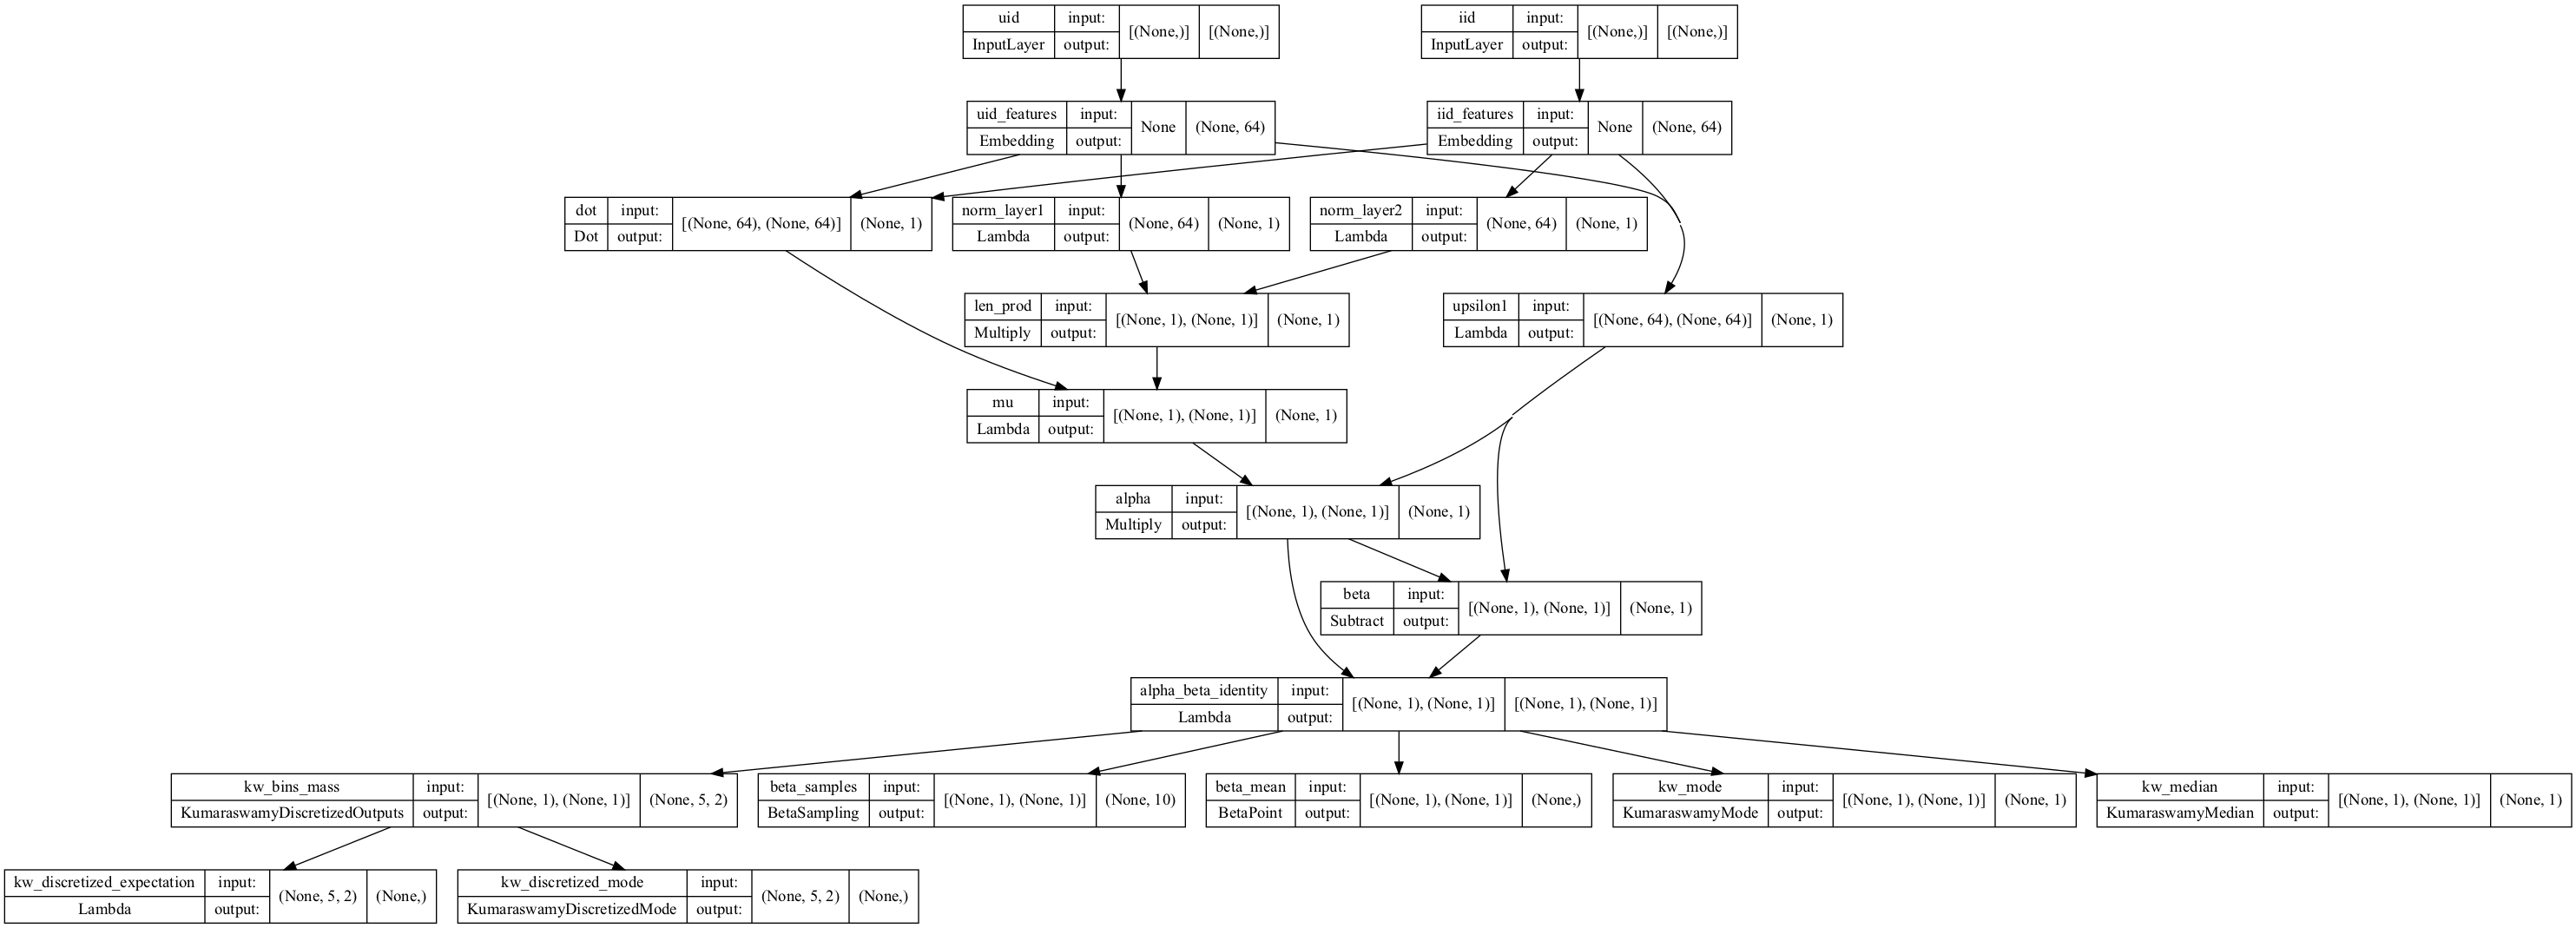 uid input: [(None,)] [(None,)]
InputLayer output:
iid input: [(None,)] [(None,)]
InputLayer output:
uid_features input: None (None, 64)
Embedding output:
iid_features input: None (None, 64)
Embedding output:
dot input: [(None, 64), (None, 64)] (None, 1)
Dot output:
norm_layer1 input: (None, 64) (None, 1)
Lambda output:
norm_layer2 input: (None, 64) (None, 1)
Lambda output:
len_prod input: [(None, 1), (None, 1)] (None, 1)
Multiply output:
upsilon1 input: [(None, 64), (None, 64)] (None, 1)
Lambda output:
mu input: [(None, 1), (None, 1)] (None, 1)
Lambda output:
alpha input: [(None, 1), (None, 1)] (None, 1)
Multiply output:
beta input: [(None, 1), (None, 1)] (None, 1)
Subtract output:
alpha_beta_identity input: [(None, 1), (None, 1)] [(None, 1), (None, 1)]
Lambda output:
kw_bins_mass input: [(None, 1), (None, 1)] (None, 5, 2)
KumaraswamyDiscretizedOutputs output:
beta_samples input: [(None, 1), (None, 1)] (None, 10)
BetaSampling output:
beta_mean input: [(None, 1), (None, 1)] (None,)
BetaPoint output:
kw_mode input: [(None, 1), (None, 1)] (None, 1)
KumaraswamyMode output:
kw_median input: [(None, 1), (None, 1)] (None, 1)
KumaraswamyMedian output:
kw_discretized_expectation input: (None, 5, 2) (None,)
Lambda output:
kw_discretized_mode input: (None, 5, 2) (None,)
KumaraswamyDiscretizedMode output: